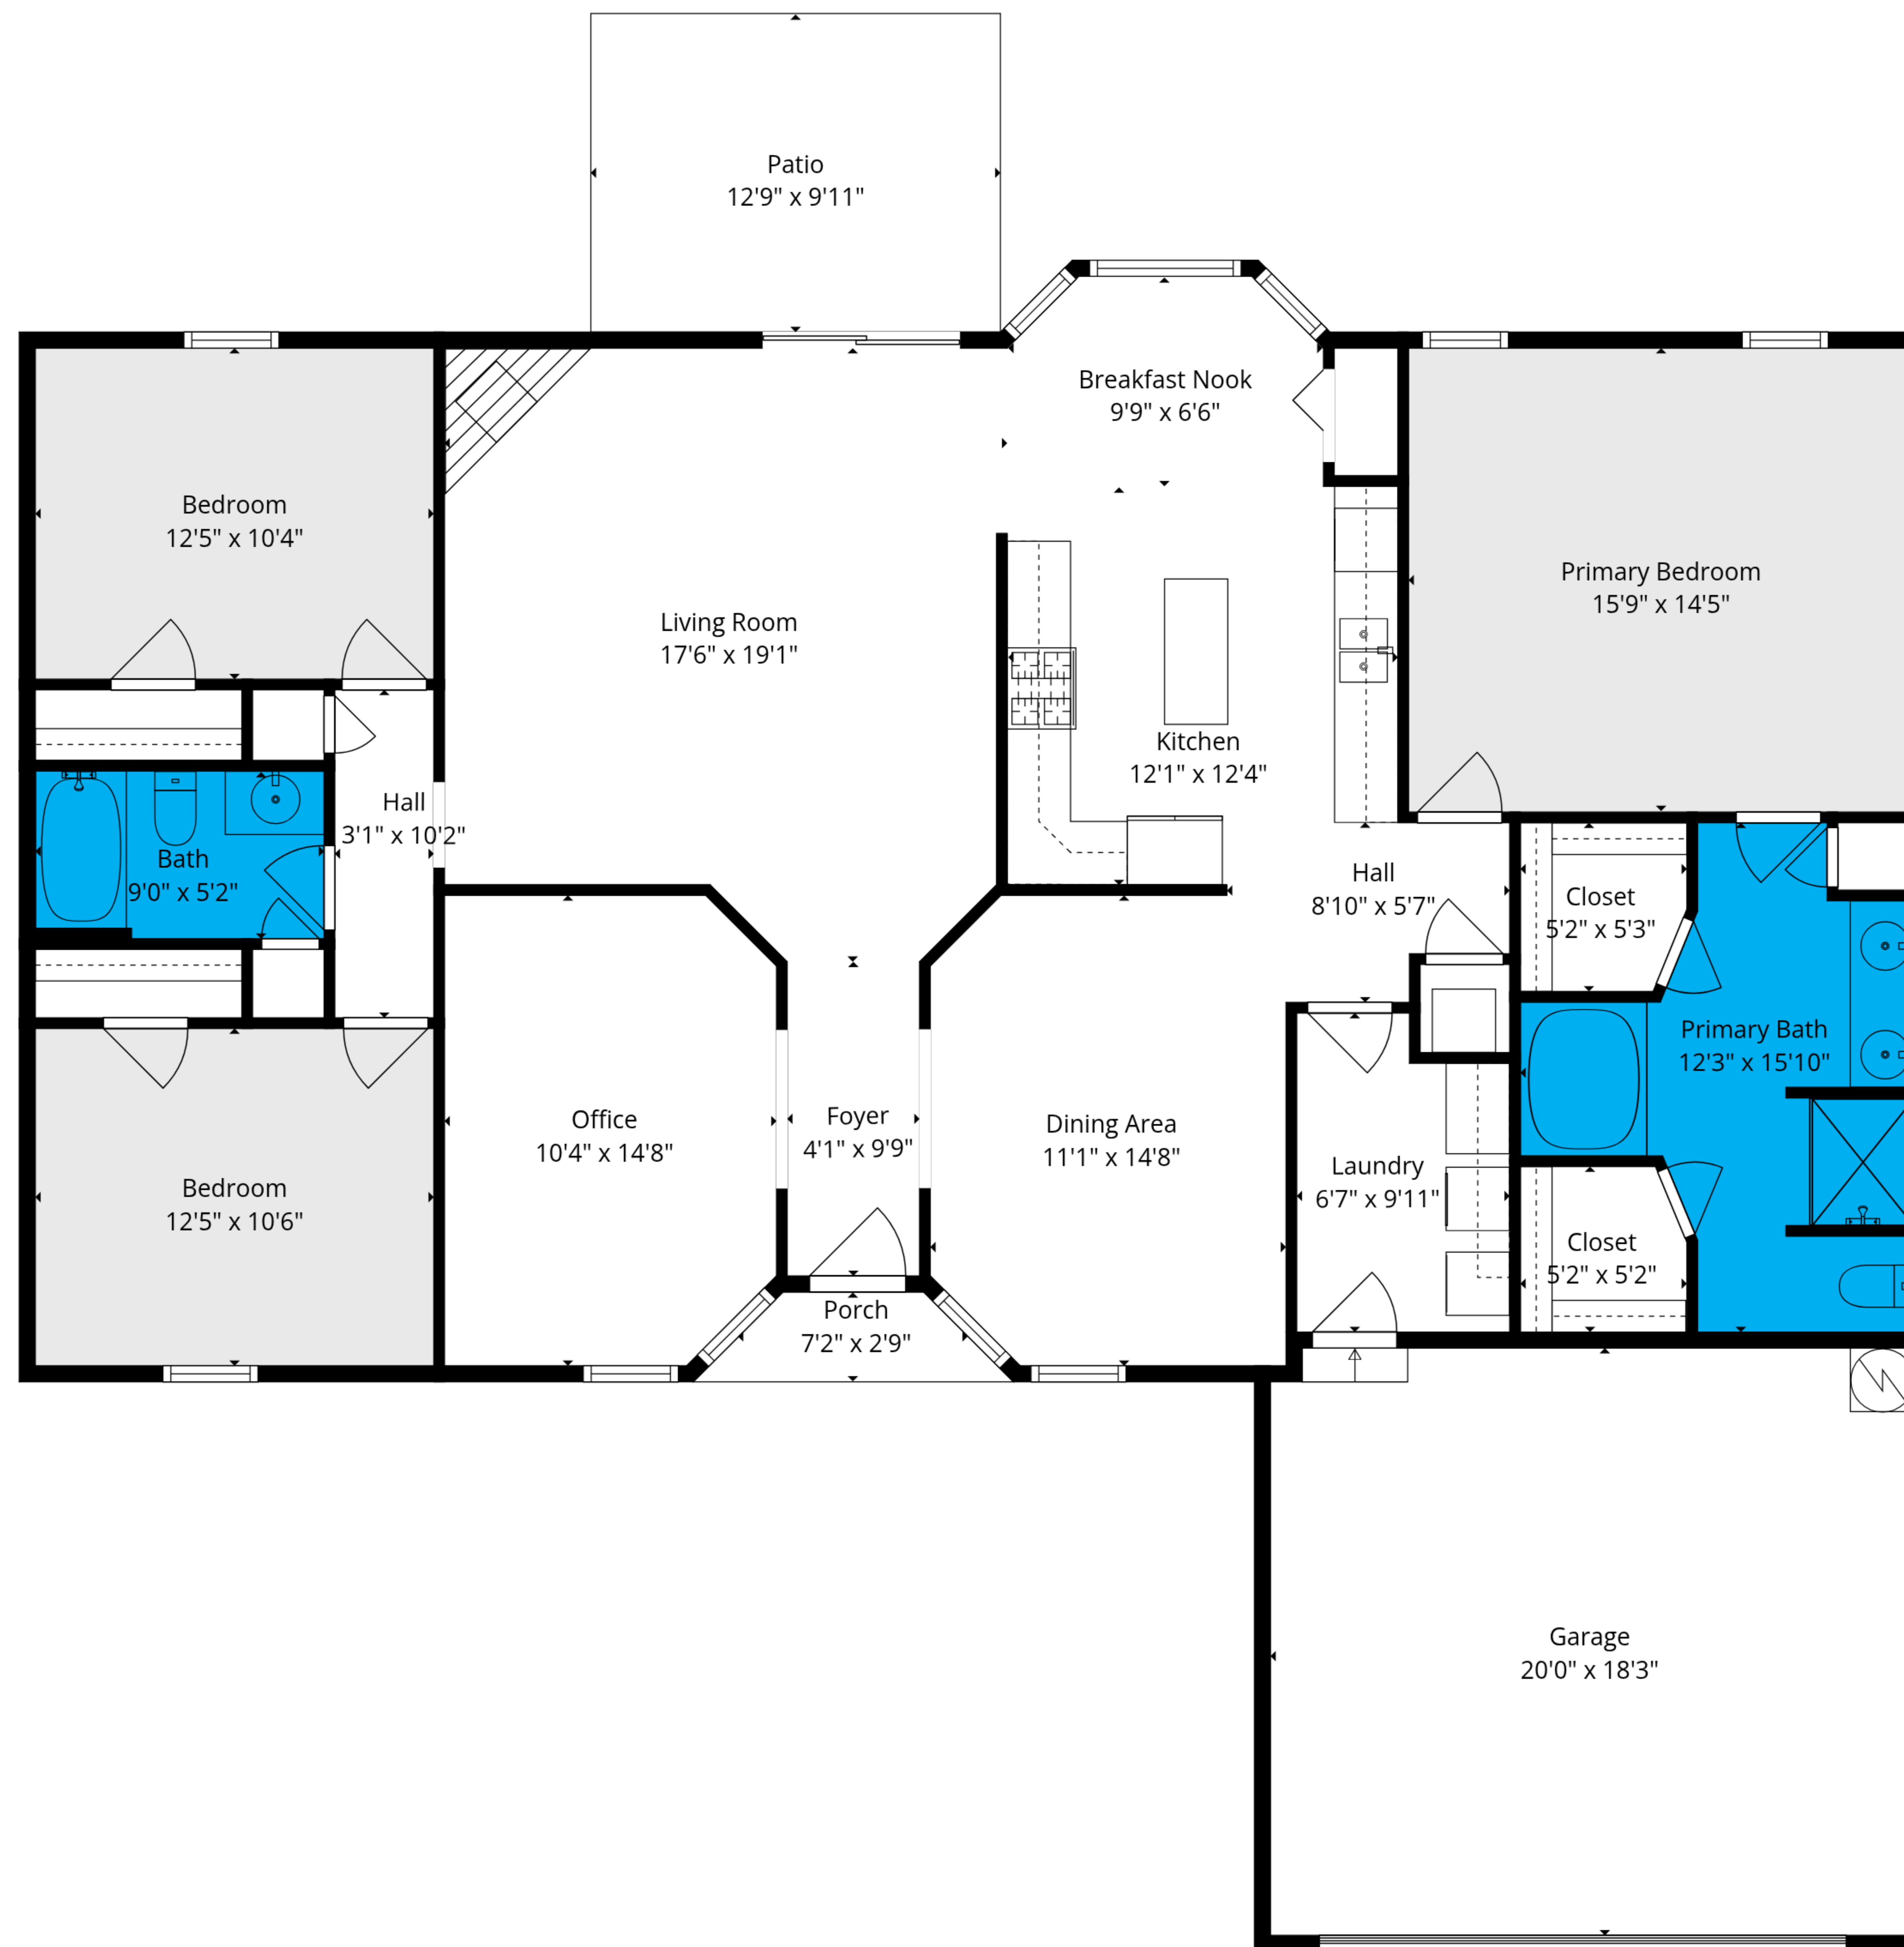 Patio
12'9" x 9'11"
Breakfast Nook
9'9" x 6'6"
Bedroom
12'5" x 10'4"
Primary Bedroom
15'9" x 14'5"
Living Room
17'6" x 19'1"
Kitchen
12'1" x 12'4"
Hall
3'1" x 10'2"
Bath
9'0" x 5'2"
Hall
8'10" x 5'7"
Closet
5'2" x 5'3"
Primary Bath
12'3" x 15'10"
Office
10'4" x 14'8"
Foyer
4'1" x 9'9"
Dining Area
11'1" x 14'8"
Laundry
6'7" x 9'11"
Bedroom
12'5" x 10'6"
Closet
5'2" x 5'2"
Porch
7'2" x 2'9"
Garage
20'0" x 18'3"